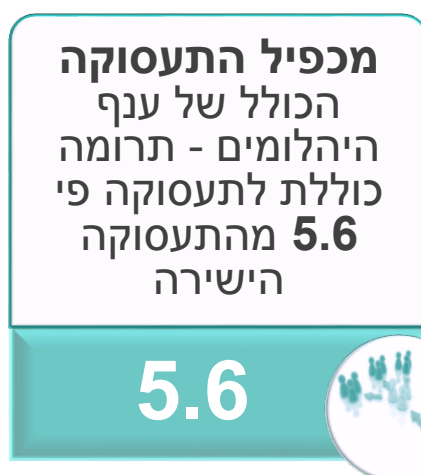 מכפיל התעסוקה
הכולל של ענף
היהלומים - תרומה
כוללת לתעסוקה פי
5.6 מהתעסוקה
הישירה
5.6